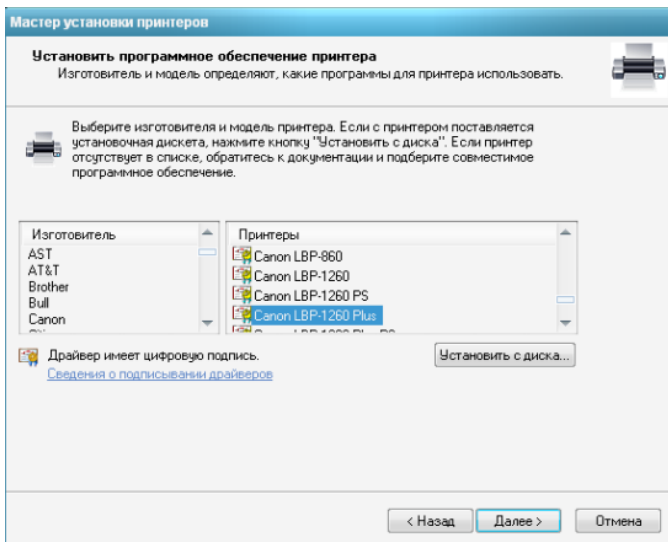 Мастер установки принтеров
Установить программное обеспечение принтера
Изготовитель и модель определяют, какие программы для принтера использовать.
Выберите изготовителя и модель принтера. Если с принтером поставляется
установочная дискета, нажмите кнопку "Установить с диска". Если принтер
отсутствует в списке, обратитесь к документации и подберите совместимое
программное обеспечение.
Изготовитель
AST
AT&T
Brother
Bull
Canon
Принтеры
Canon LBP-860
Canon LBP-1260
Canon LBP-1260 PS
Canon LBP-1260 Plus
Драйвер имеет цифровую подпись.
Сведения о подписывании драйверов
Установить с диска...
< Назад
Далее >
Отмена